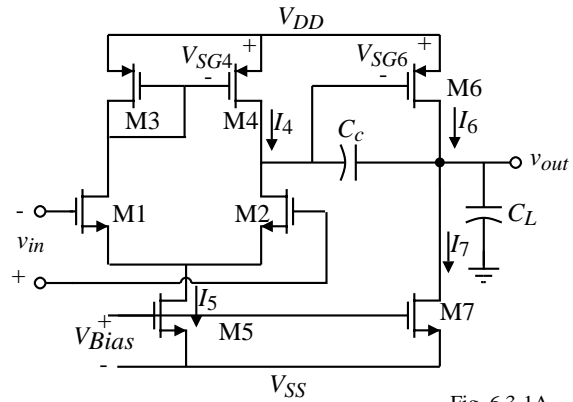 V_DD
V_SG4
+
-
V_SG6
+
-
M3
M4
I_4
C_c
M6
I_6
v_out
-
M1
M2
v_in
C_L
+
I_7
I_5
+
V_Bias
M5
M7
-
V_SS